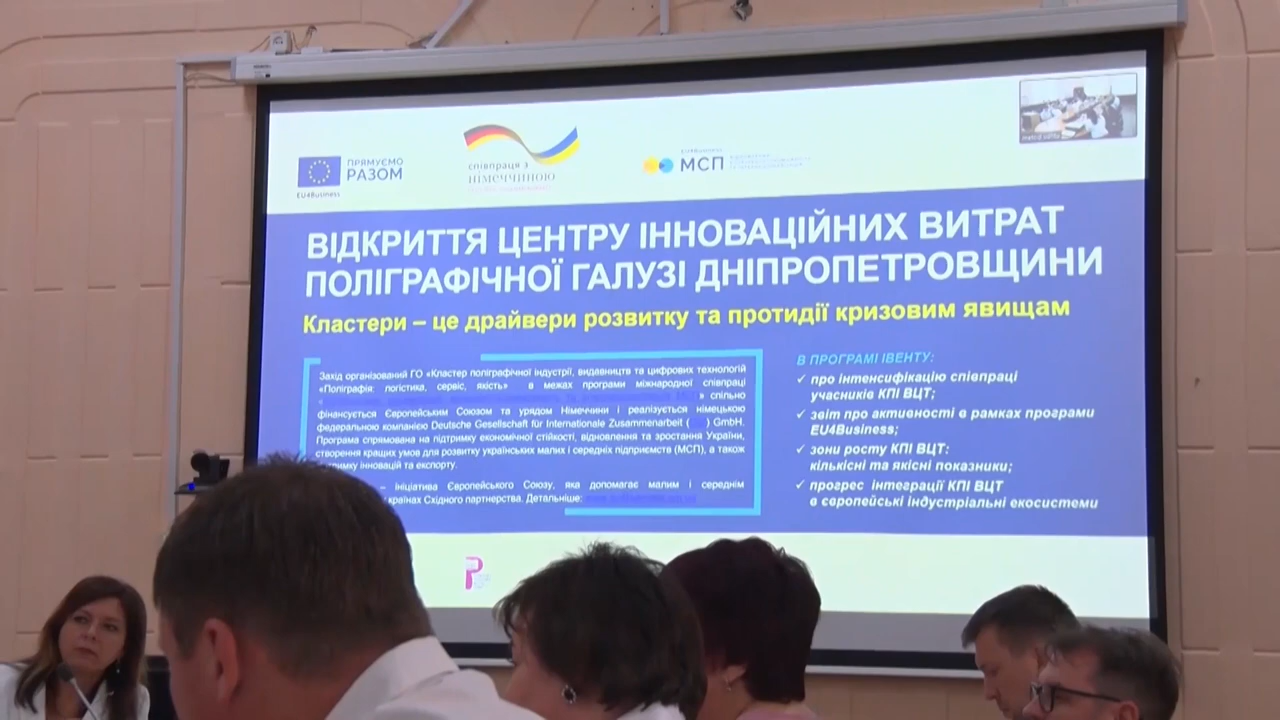 ПРЯМУЄМО
РАЗОМ
EU4Business
співпраця з
НІМЕЧЧИНОЮ
EU4Business
МСП
ВІДКРИТТЯ ЦЕНТРУ ІННОВАЦІЙНИХ ВИТРАТ
ПОЛІГРАФІЧНОЇ ГАЛУЗІ ДНІПРОПЕТРОВЩИНИ
Кластери – це драйвери розвитку та протидії кризовим явищам
Захід організований ГО «Кластер поліграфічної індустрії, видавництв та цифрових технологій
«Поліграфія: логістика, сервіс, якість» в межах програми міжнародної співпраці
» спільно
фінансується Європейським Союзом та урядом Німеччини і реалізується німецькою
федеральною компанією Deutsche Gesellschaft für Internationale Zusammenarbeit ( ) GmbH.
Програма спрямована на підтримку економічної стійкості, відновлення та зростання України,
створення кращих умов для розвитку українських малих і середніх підприємств (МСП), а також
інновацій та експорту.
– ініціатива Європейського Союзу, яка допомагає малим і середнім
країнах Східного партнерства. Детальніше:
В ПРОГРАМІ ІВЕНТУ:
✓ про інтенсифікацію співпраці
учасників КПІ ВЦТ;
✓ звіт про активності в рамках програми
EU4Business;
✓ зони росту КПІ ВЦТ:
кількісні та якісні показники;
✓ прогрес інтеграції КПІ ВЦТ
в європейські індустріальні екосистеми